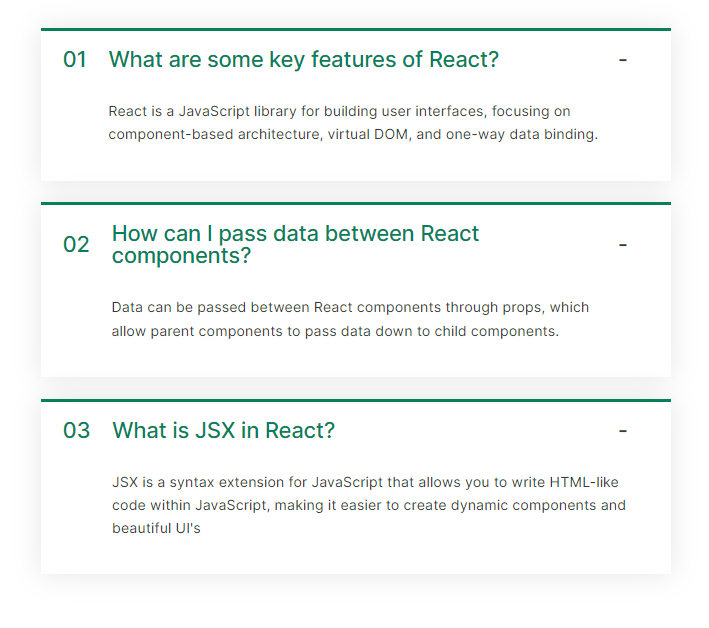 01 What are some key features of React? -
React is a JavaScript library for building user interfaces, focusing on
component-based architecture, virtual DOM, and one-way data binding.
02 How can I pass data between React -
components?
Data can be passed between React components through props, which
allow parent components to pass data down to child components.
03 What is JSX in React? -
JSX is a syntax extension for JavaScript that allows you to write HTML-like
code within JavaScript, making it easier to create dynamic components and
beautiful UI's